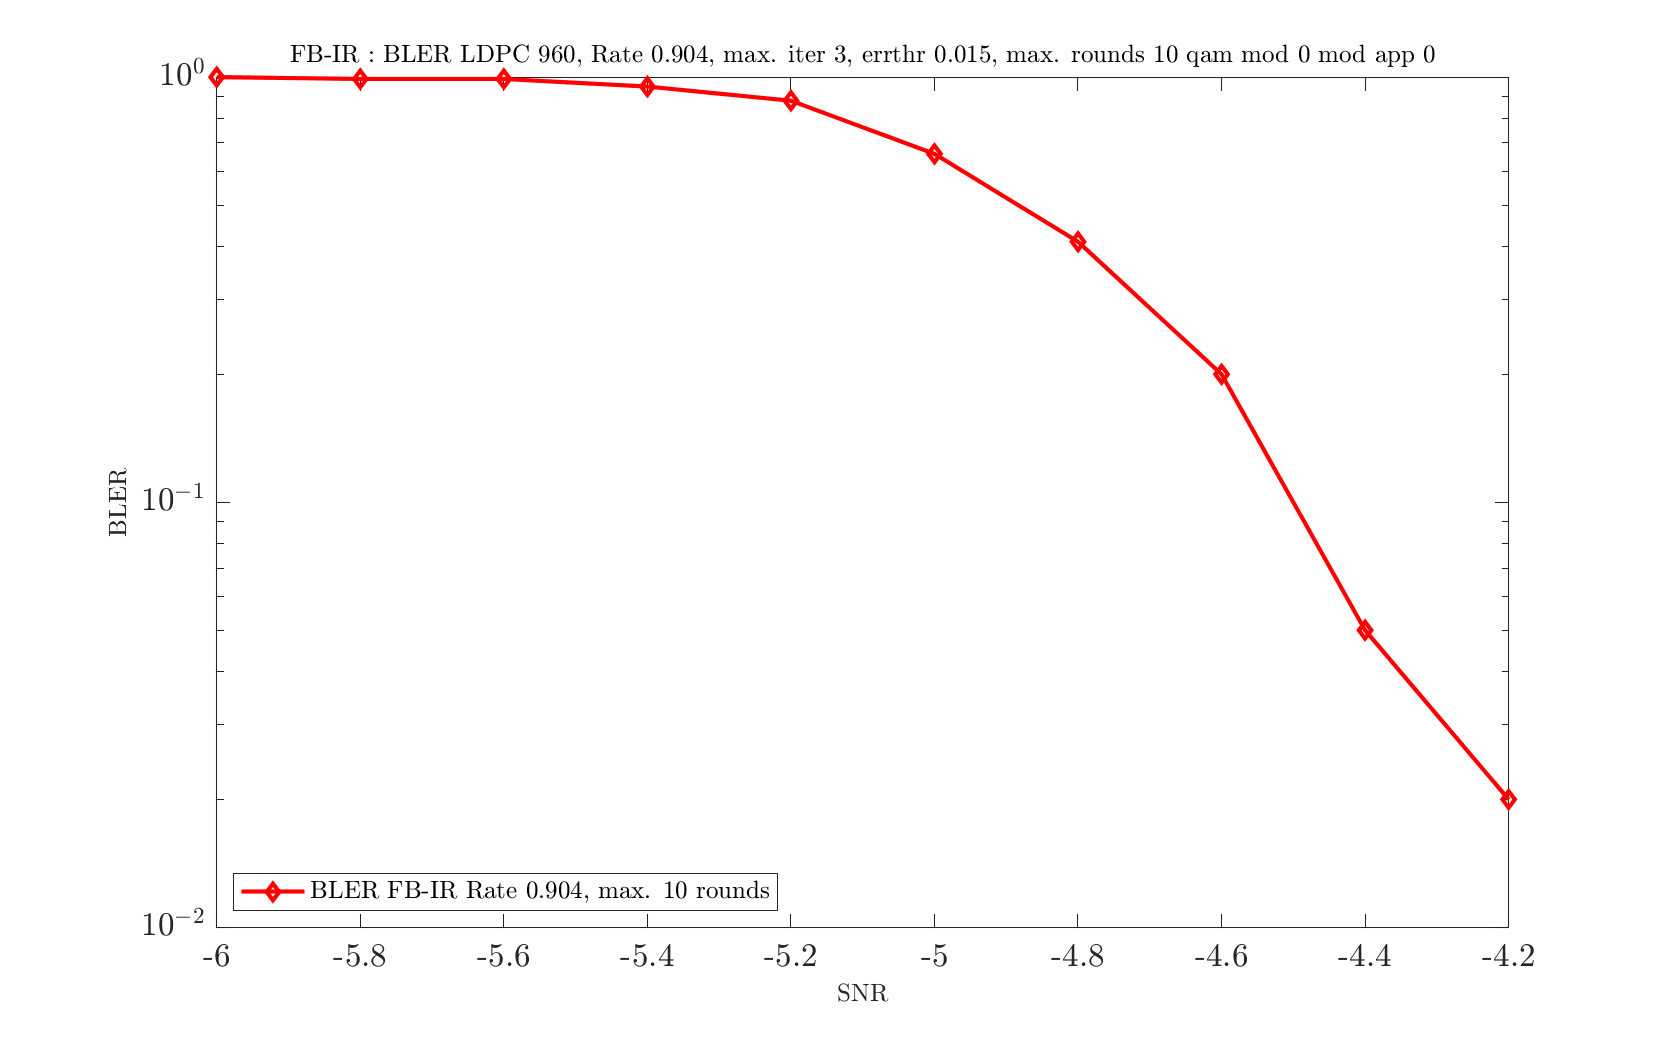 FB-IR : BLER LDPC 960, Rate 0.904, max. iter 3, errthr 0.015, max. rounds 10 qam mod 0 mod app 0
10⁰
10⁻¹
10⁻²
BLER
BLER FB-IR Rate 0.904, max. 10 rounds
-6 -5.8 -5.6 -5.4 -5.2 -5 -4.8 -4.6 -4.4 -4.2
SNR